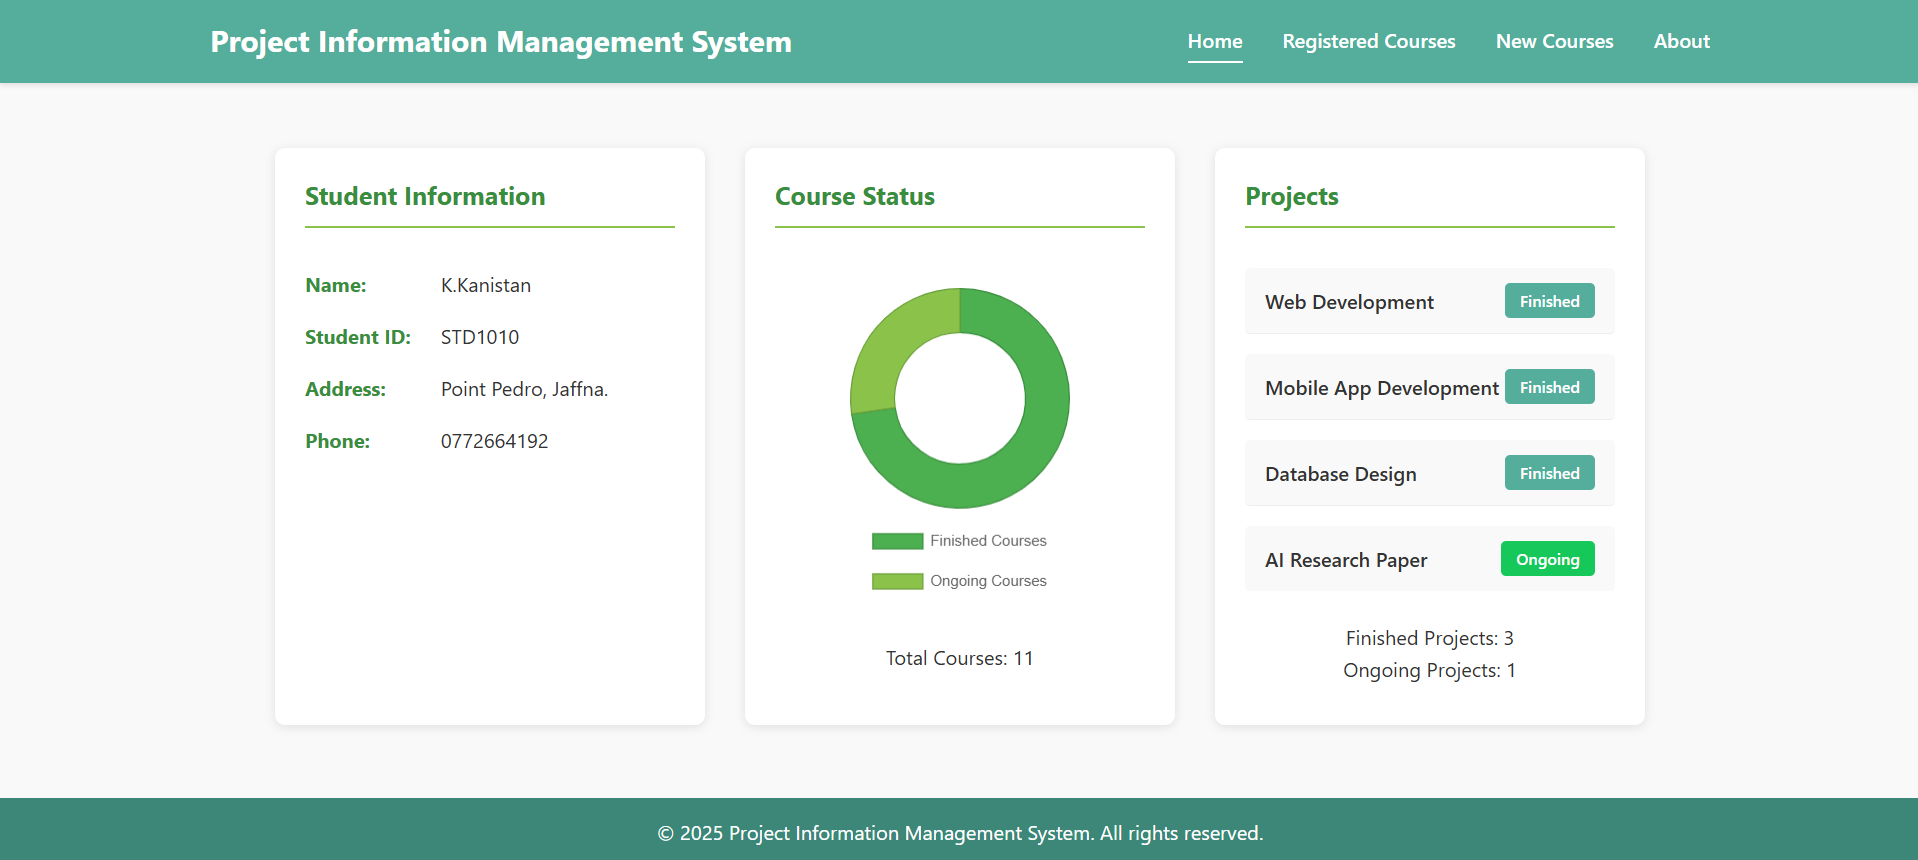 Project Information Management System
Home Registered Courses New Courses About
Student Information
Name: K.Kanistan
Student ID: STD1010
Address: Point Pedro, Jaffna.
Phone: 0772664192
Course Status
Finished Courses
Ongoing Courses
Total Courses: 11
Projects
Web Development Finished
Mobile App Development Finished
Database Design Finished
AI Research Paper Ongoing
Finished Projects: 3
Ongoing Projects: 1
© 2025 Project Information Management System. All rights reserved.